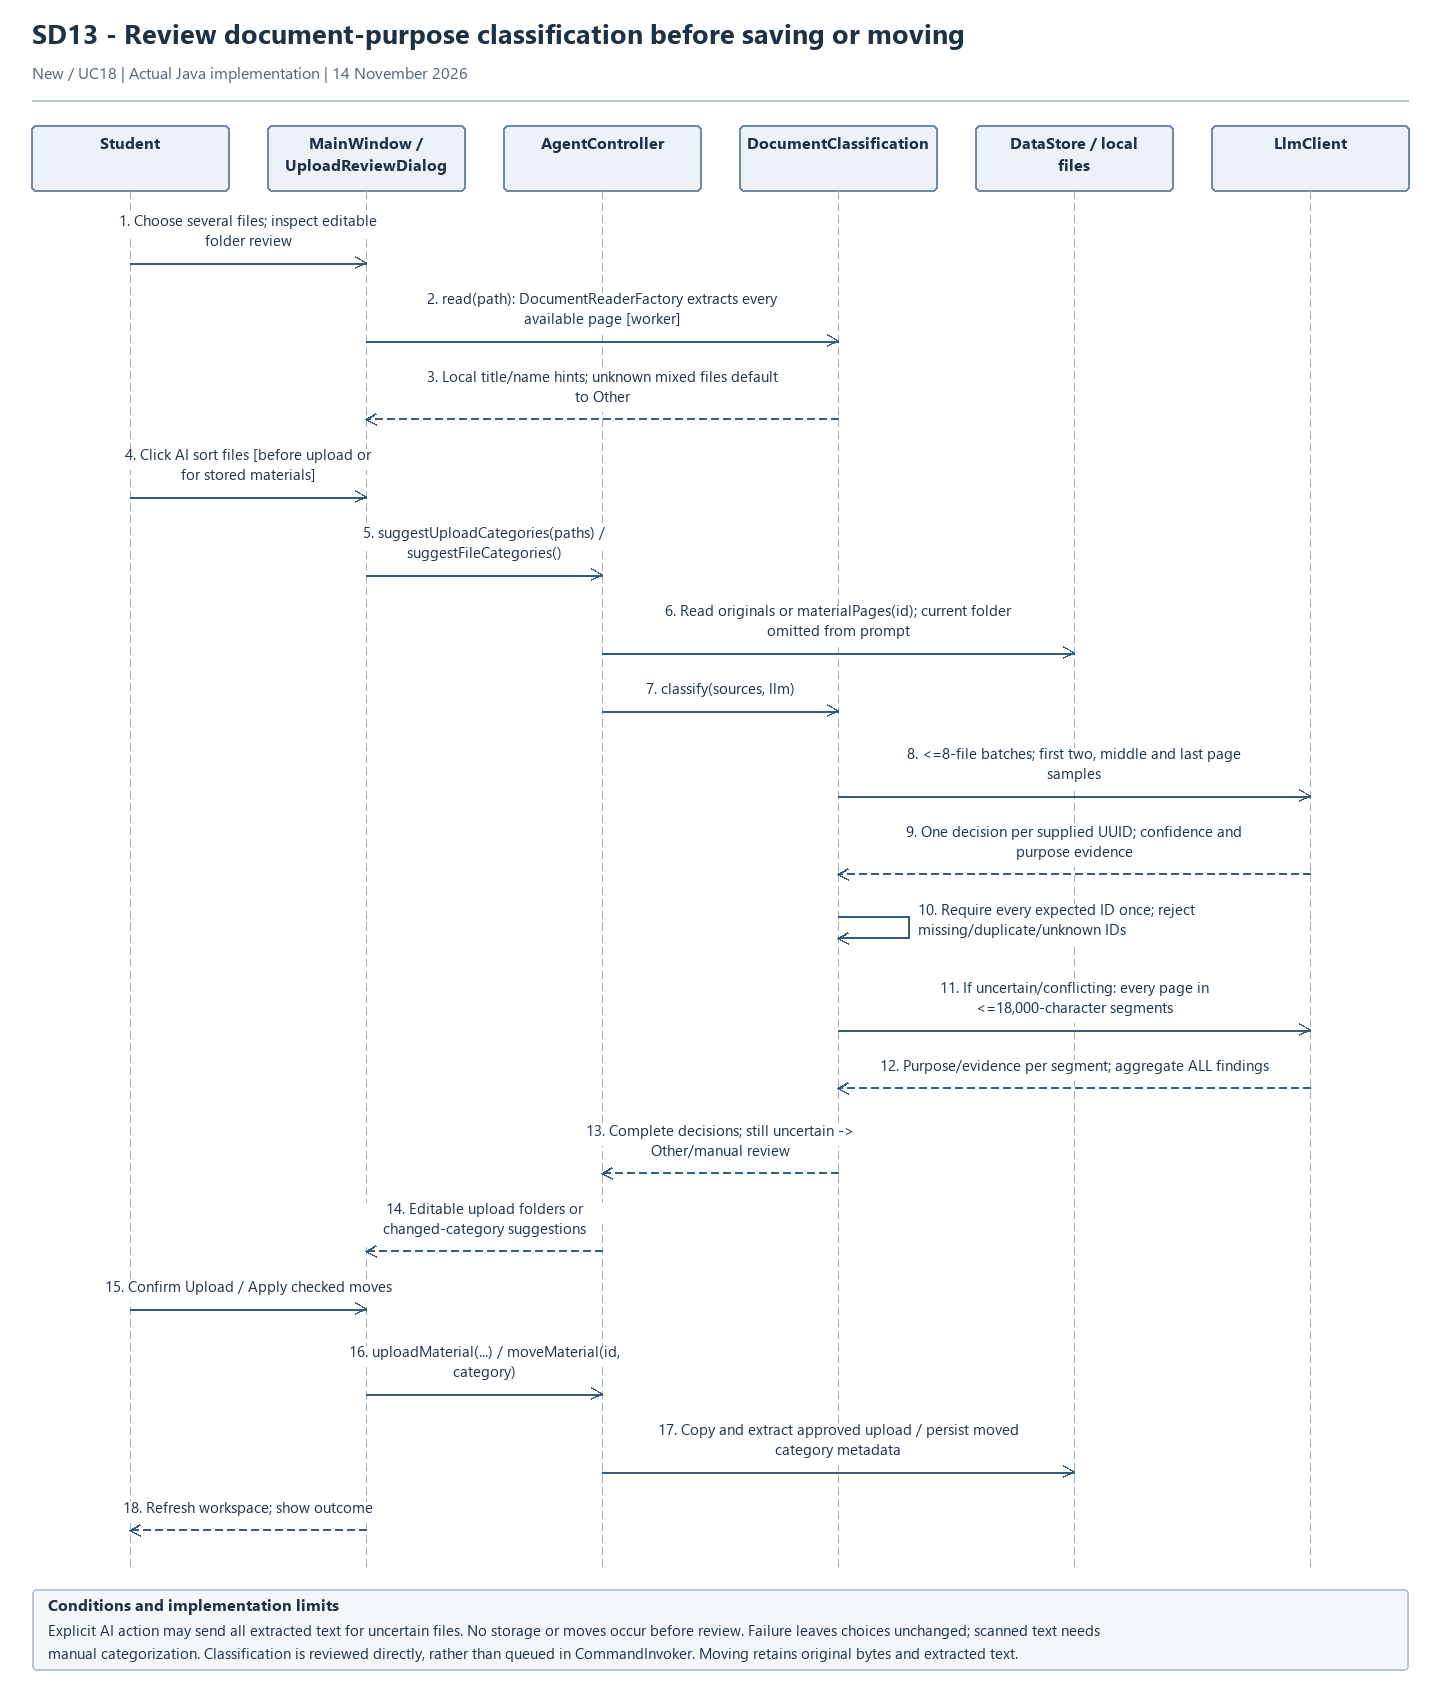 SD13 - Review document-purpose classification before saving or moving
New / UC18 | Actual Java implementation | 14 November 2026
Student
MainWindow /
UploadReviewDialog
AgentController
DocumentClassification
DataStore / local
files
LlmClient
1. Choose several files; inspect editable
folder review
2. read(path): DocumentReaderFactory extracts every
available page [worker]
3. Local title/name hints; unknown mixed files default
to Other
4. Click AI sort files [before upload or
for stored materials]
5. suggestUploadCategories(paths) /
suggestFileCategories()
6. Read originals or materialPages(id); current folder
omitted from prompt
7. classify(sources, llm)
8. <=8-file batches; first two, middle and last page
samples
9. One decision per supplied UUID; confidence and
purpose evidence
10. Require every expected ID once; reject
missing/duplicate/unknown IDs
11. If uncertain/conflicting: every page in
<=18,000-character segments
12. Purpose/evidence per segment; aggregate ALL findings
13. Complete decisions; still uncertain ->
Other/manual review
14. Editable upload folders or
changed-category suggestions
15. Confirm Upload / Apply checked moves
16. uploadMaterial(...) / moveMaterial(id,
category)
17. Copy and extract approved upload / persist moved
category metadata
18. Refresh workspace; show outcome
Conditions and implementation limits
Explicit AI action may send all extracted text for uncertain files. No storage or moves occur before review. Failure leaves choices unchanged; scanned text needs
manual categorization. Classification is reviewed directly, rather than queued in CommandInvoker. Moving retains original bytes and extracted text.